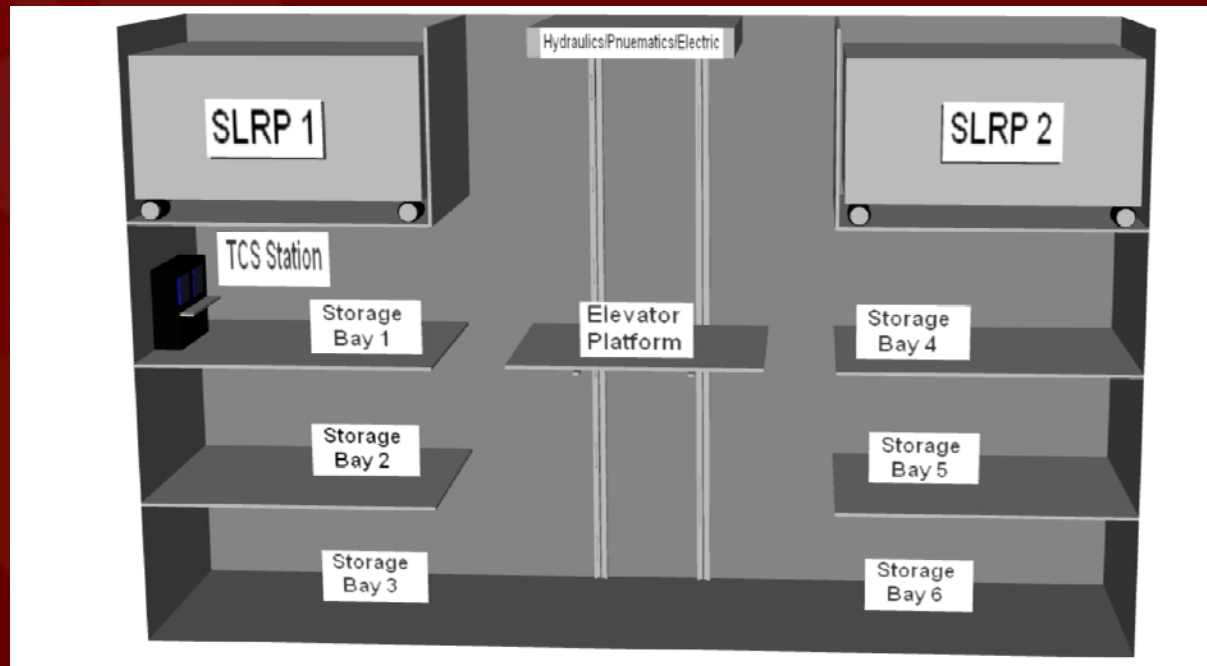 Hydraulics/Pnuematics/Electric
SLRP 1
SLRP 2
TCS Station
Storage
Bay 1
Elevator
Platform
Storage
Bay 4
Storage
Bay 2
Storage
Bay 5
Storage
Bay 3
Storage
Bay 6